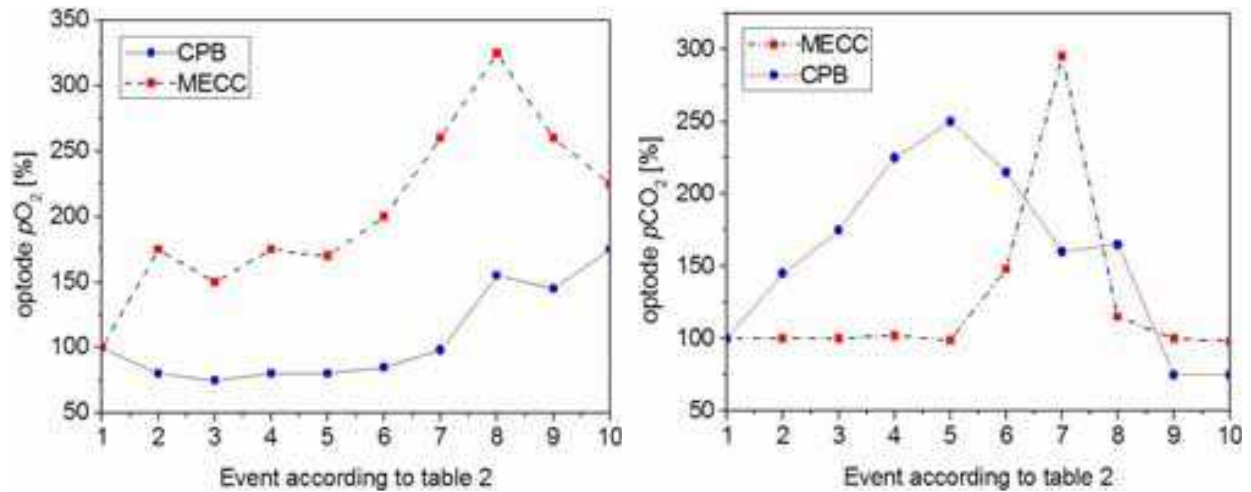 350
300
250
200
150
100
50
optode pO2 [%]
CPB
MECC
1 2 3 4 5 6 7 8 9 10
Event according to table 2
300
250
200
150
100
50
optode pCO2 [%]
MECC
CPB
1 2 3 4 5 6 7 8 9 10
Event according to table 2